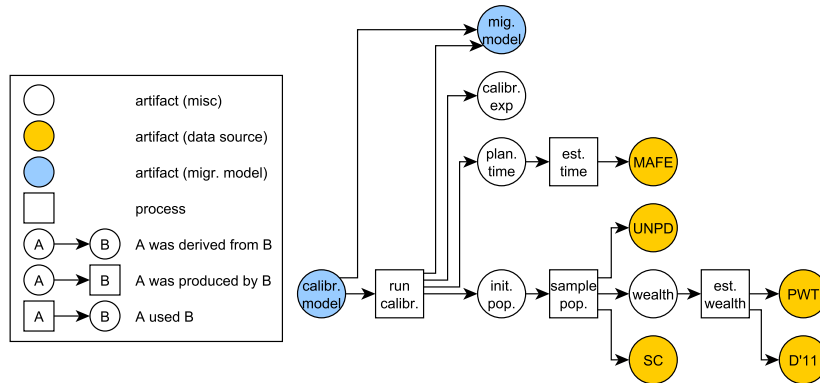 artifact (misc)
artifact (data source)
artifact (migr. model)
process
A
B
A was derived from B
A
B
A was produced by B
A
B
A used B
mig.
model
calibr.
exp
plan.
time
est.
time
MAFE
UNPD
calibr.
model
run
calibr.
init.
pop.
sample
pop.
wealth
est.
wealth
PWT
SC
D'11